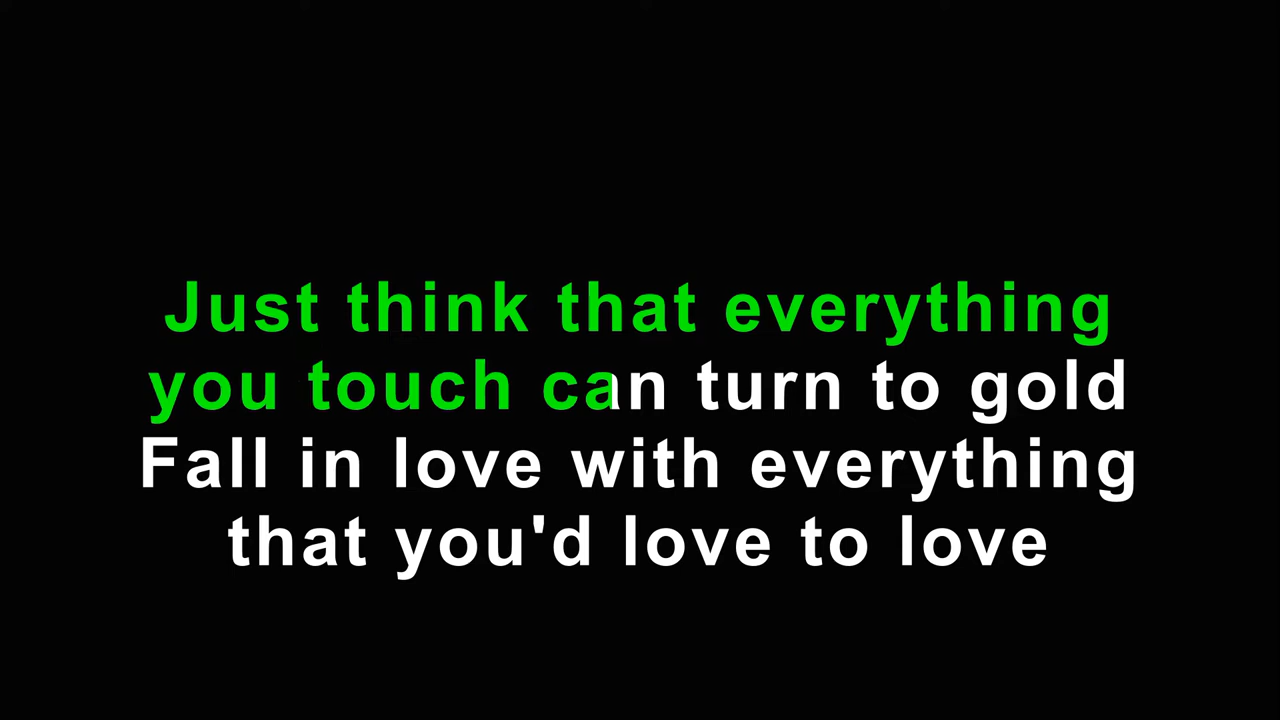 Just think that everything
you touch can turn to gold
Fall in love with everything
that you'd love to love